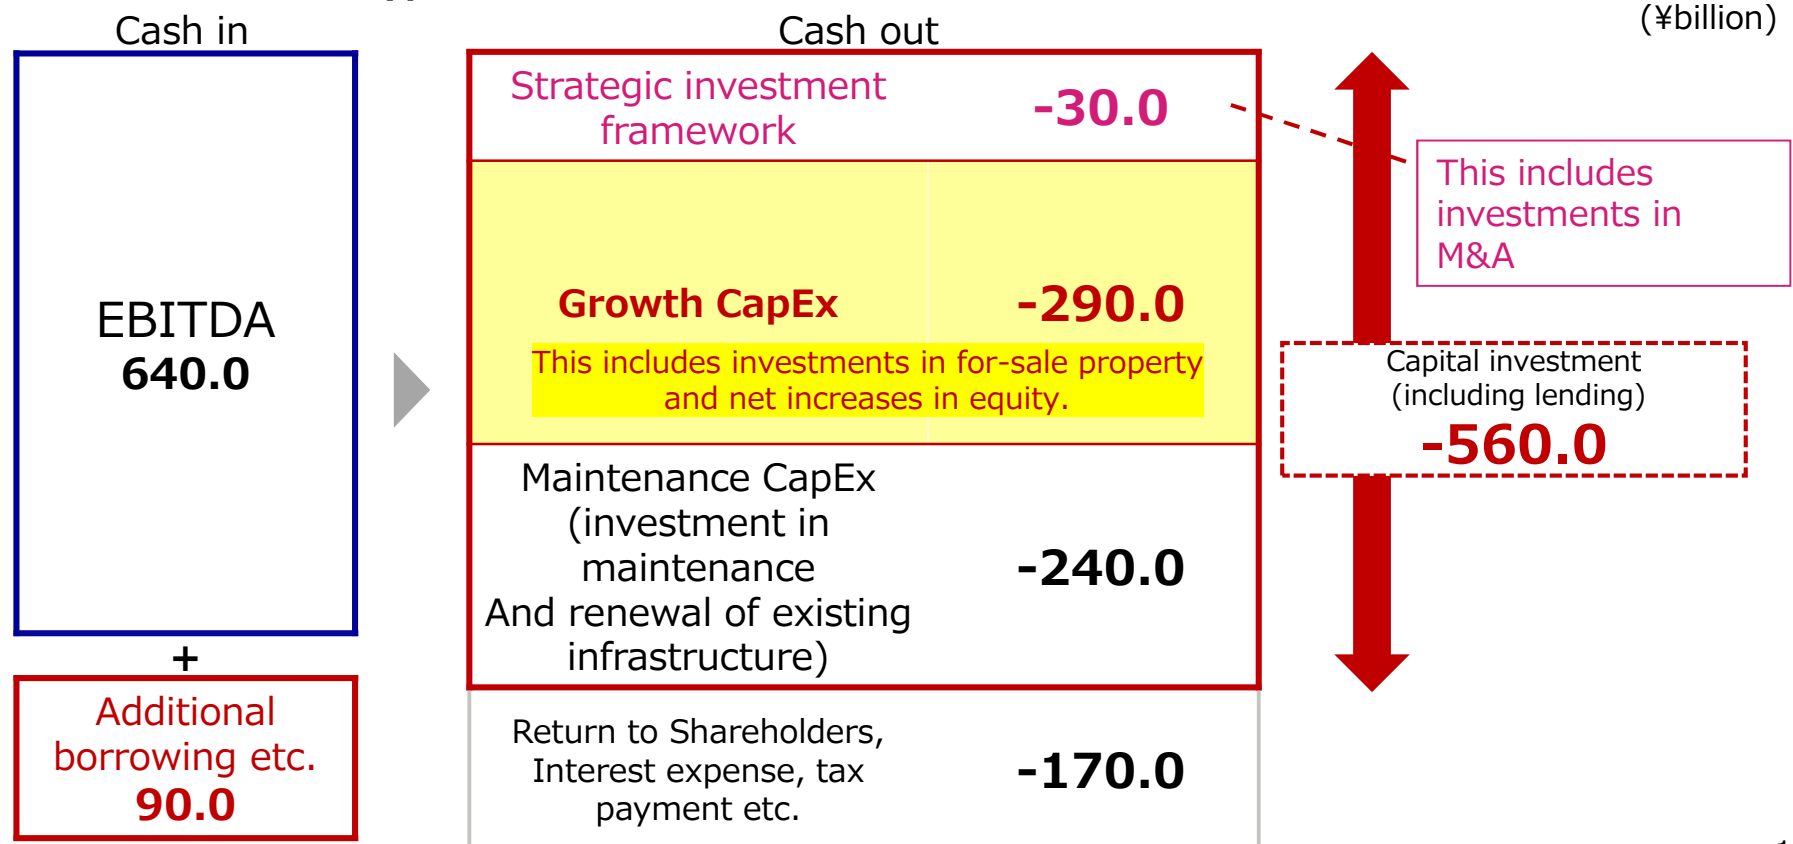 Cash in
Cash out
(¥billion)
EBITDA
640.0
+
Additional
borrowing etc.
90.0
Strategic investment
framework
-30.0
Growth CapEx
-290.0
This includes investments in for-sale property
and net increases in equity.
Maintenance CapEx
(investment in
maintenance
And renewal of existing
infrastructure)
-240.0
Return to Shareholders,
Interest expense, tax
payment etc.
-170.0
This includes
investments in
M&A
Capital investment
(including lending)
-560.0